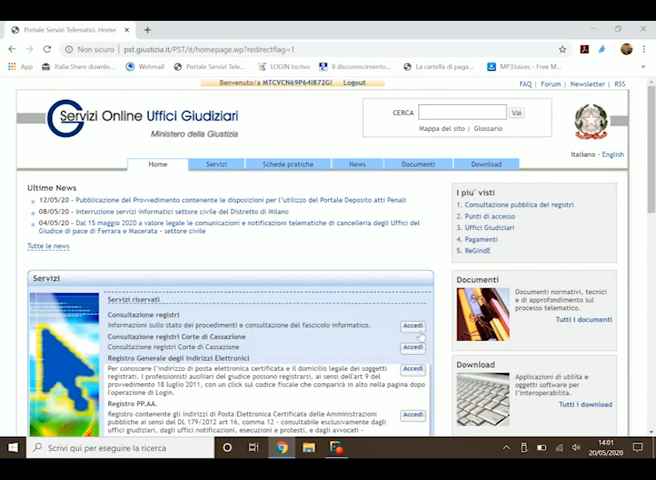 Portale Servizi Telematici. Home
Non sicuro | pst.giustizia.it/PST/it/homepage.wp?redirectflag=1
App Italia Share downlo... Webmail Portale Servizi Tele... LOGIN IScrivo Il disconoscimento... La cartella di paga... MP3Juices - Free M...
Benvenuto/a Logout
FAQ | Forum | Newsletter | RSS
Servizi Online Uffici Giudiziari
Ministero della Giustizia
CERCA Vai
Mappa del sito | Glossario
Italiano - English
Home Servizi Schede pratiche News Documenti Download
Ultime News
12/05/20 - Pubblicazione del Provvedimento contenente le disposizioni per l'utilizzo del Portale Deposito atti Penali
08/05/20 - Interruzione servizi informatici settore civile del Distretto di Milano
04/05/20 - Dal 15 maggio 2020 a valore legale le comunicazioni e notificazioni telematiche di cancelleria degli Uffici del
Giudice di pace di Ferrara e Macerata - settore civile
Tutte le news
I piu' visti
1. Consultazione pubblica dei registri
2. Punti di accesso
3. Uffici Giudiziari
4. Pagamenti
5. ReGIndE
Servizi
Servizi riservati
Consultazione registri
Informazioni sullo stato dei procedimenti e consultazione del fascicolo informatico. Accedi
Consultazione registri Corte di Cassazione
Consultazione registri Corte di Cassazione Accedi
Registro Generale degli Indirizzi Elettronici
Per conoscere l'indirizzo di posta elettronica certificata e il domicilio legale dei soggetti Accedi
registrati. I professionisti ausiliari del giudice possono registrarsi, ai sensi dell'art 9 del
provvedimento 18 luglio 2011, con un click sul codice fiscale che comparirà in alto nella pagina dopo
l'operazione di Login.
Registro PP.AA.
Registro contenente gli indirizzi di Posta Elettronica Certificata delle Amministrazioni Accedi
pubbliche ai sensi del DL 179/2012 art 16, comma 12 - consultabile esclusivamente dagli
uffici giudiziari, dagli uffici notificazioni, esecuzioni e protesti, e dagli avvocati -
Documenti
Documenti normativi, tecnici
e di approfondimento sul
processo telematico.
Tutti i documenti
Download
Applicazioni di utilità e
oggetti software per
l'interoperabilità.
Tutti i download
Scrivi qui per eseguire la ricerca
14:01
20/05/2020